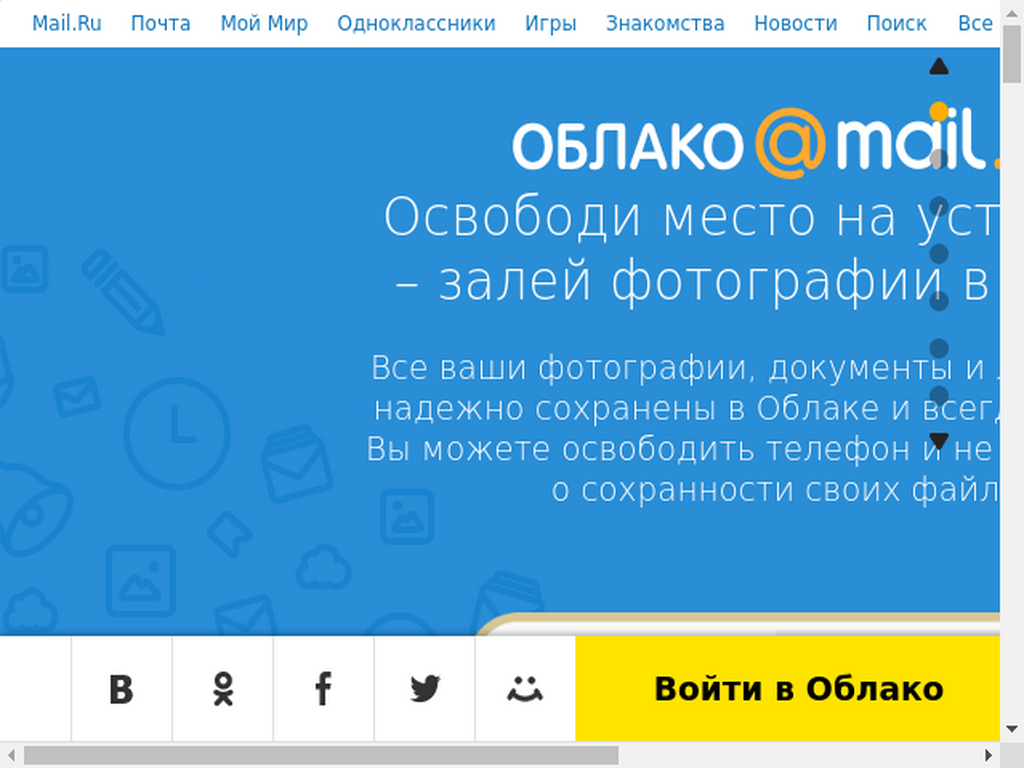 Mail.Ru Почта Мой Мир Одноклассники Игры Знакомства Новости Поиск Все
ОБЛАКО@mail.
Освободи место на уст
– залей фотографии в
Все ваши фотографии, документы и
надежно сохранены в Облаке и всег
Вы можете освободить телефон и не
о сохранности своих файл
В f Войти в Облако